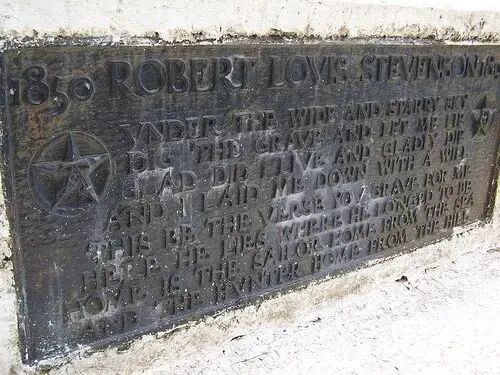 1850 ROBERT LOVIS STEVENSON 189
VNDER THE WIDE AND STARRY SKY
DIG THE GRAVE AND LET ME LIE
GLAD DID I LIVE AND GLADLY DIE
AND I LAID ME DOWN WITH A WILL
THIS BE THE VERSE YOV GRAVE FOR ME
HERE HE LIES WHERE HE LONGED TO BE
HOME IS THE SAILOR HOME FROM THE SEA
AND THE HVNTER HOME FROM THE HILL